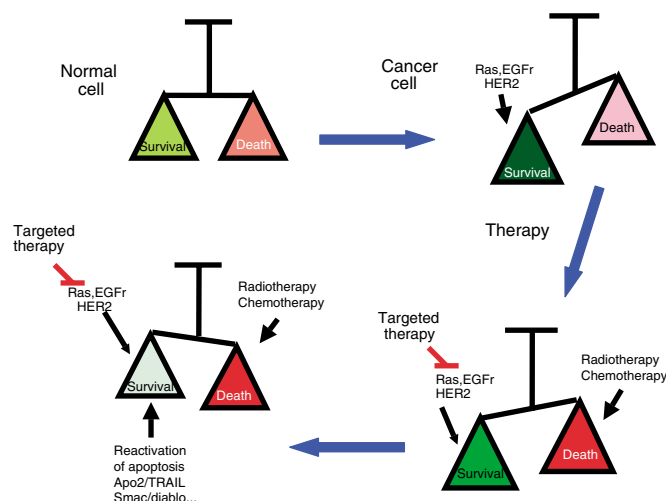 Normal
cell
Survival
Death
Cancer
cell
Ras,EGFr
HER2
Survival
Death
Therapy
Targeted
therapy
Ras,EGFr
HER2
Radiotherapy
Chemotherapy
Survival
Death
Targeted
therapy
Ras,EGFr
HER2
Radiotherapy
Chemotherapy
Survival
Death
Reactivation
of apoptosis
Apo2/TRAIL
Smac/diablo...